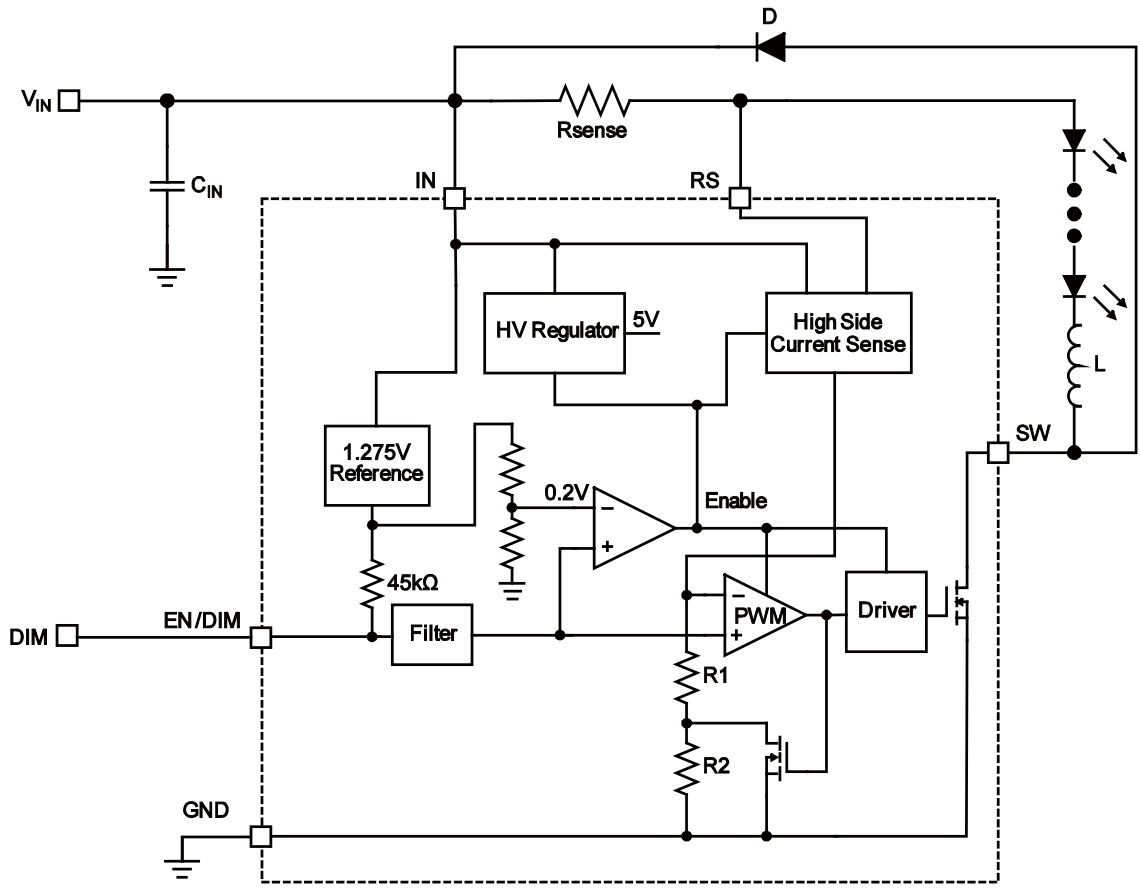 D
VIN
Rsense
CIN
IN
RS
HV Regulator
5V
High Side
Current Sense
L
1.275V
Reference
SW
0.2V
Enable
−
+
45kΩ
EN/DIM
DIM
Filter
−
PWM
+
Driver
R1
R2
GND